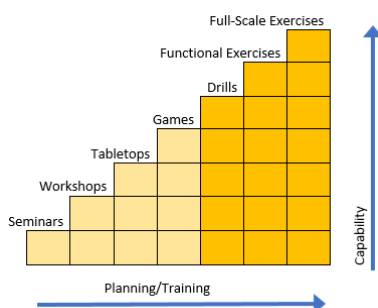 Full-Scale Exercises
Functional Exercises
Drills
Games
Tabletops
Workshops
Seminars
Capability
Planning/Training